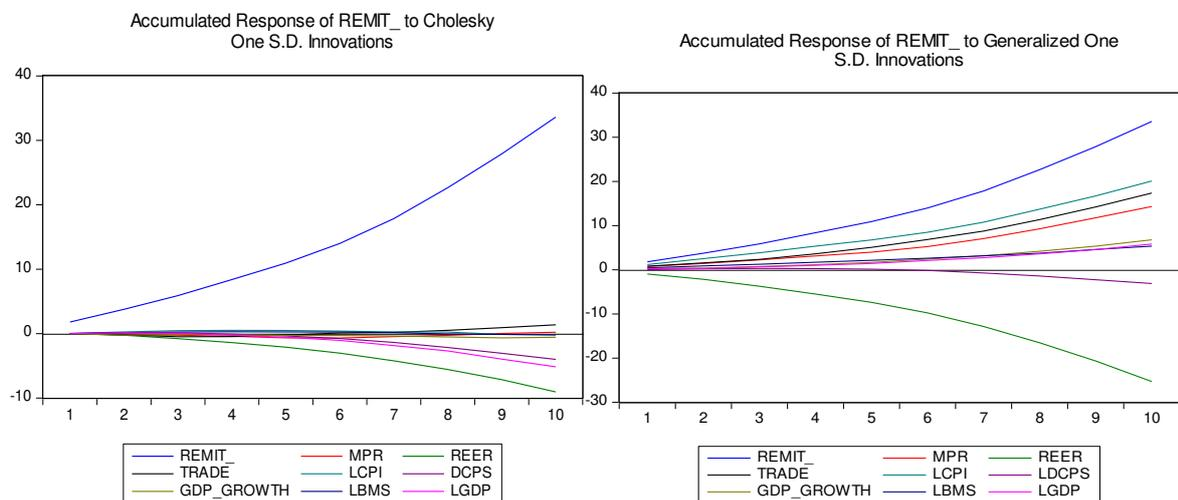 Accumulated Response of REMIT_ to Cholesky
One S.D. Innovations
40
30
20
10
0
-10
1 2 3 4 5 6 7 8 9 10
REMIT_ MPR REER
TRADE LCPI DCPS
GDP_GROWTH LBMS LGDP
Accumulated Response of REMIT_ to Generalized One
S.D. Innovations
40
30
20
10
0
-10
-20
-30
1 2 3 4 5 6 7 8 9 10
REMIT_ MPR REER
TRADE LCPI LDCPS
GDP_GROWTH LBMS LGDP